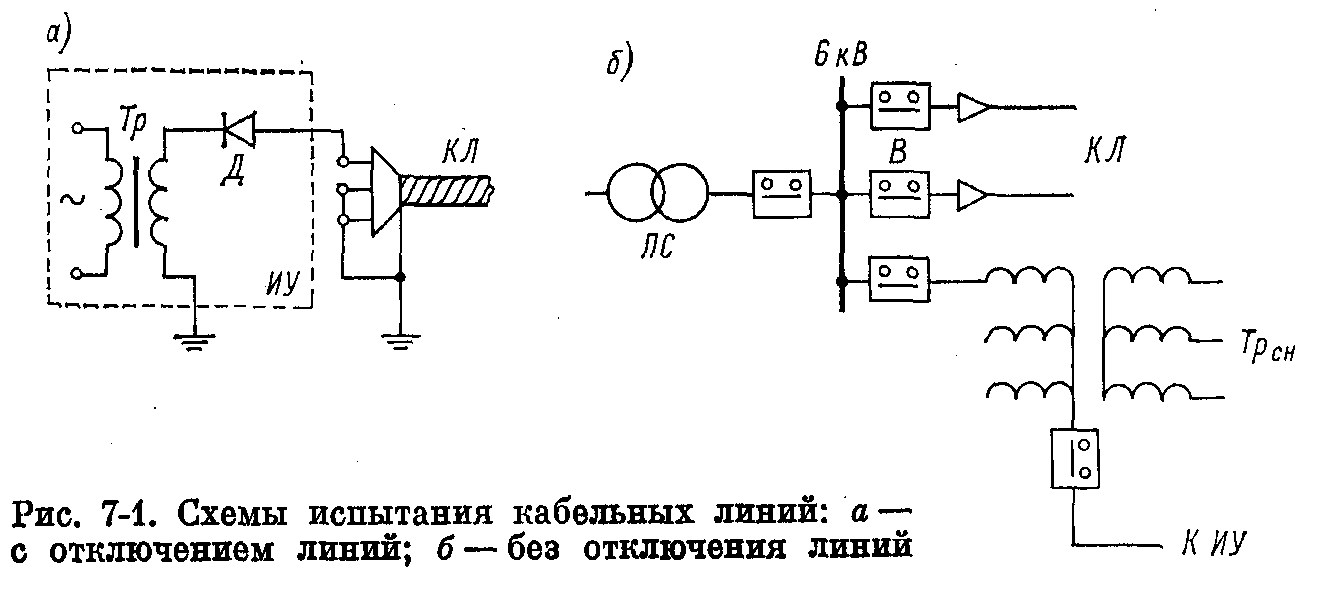 а)
Тр
Д
~
ИУ
КЛ
б)
6 кВ
В
КЛ
ПС
Тр сн
К ИУ
Рис. 7-1. Схемы испытания кабельных линий: а —
с отключением линий; б — без отключения линий